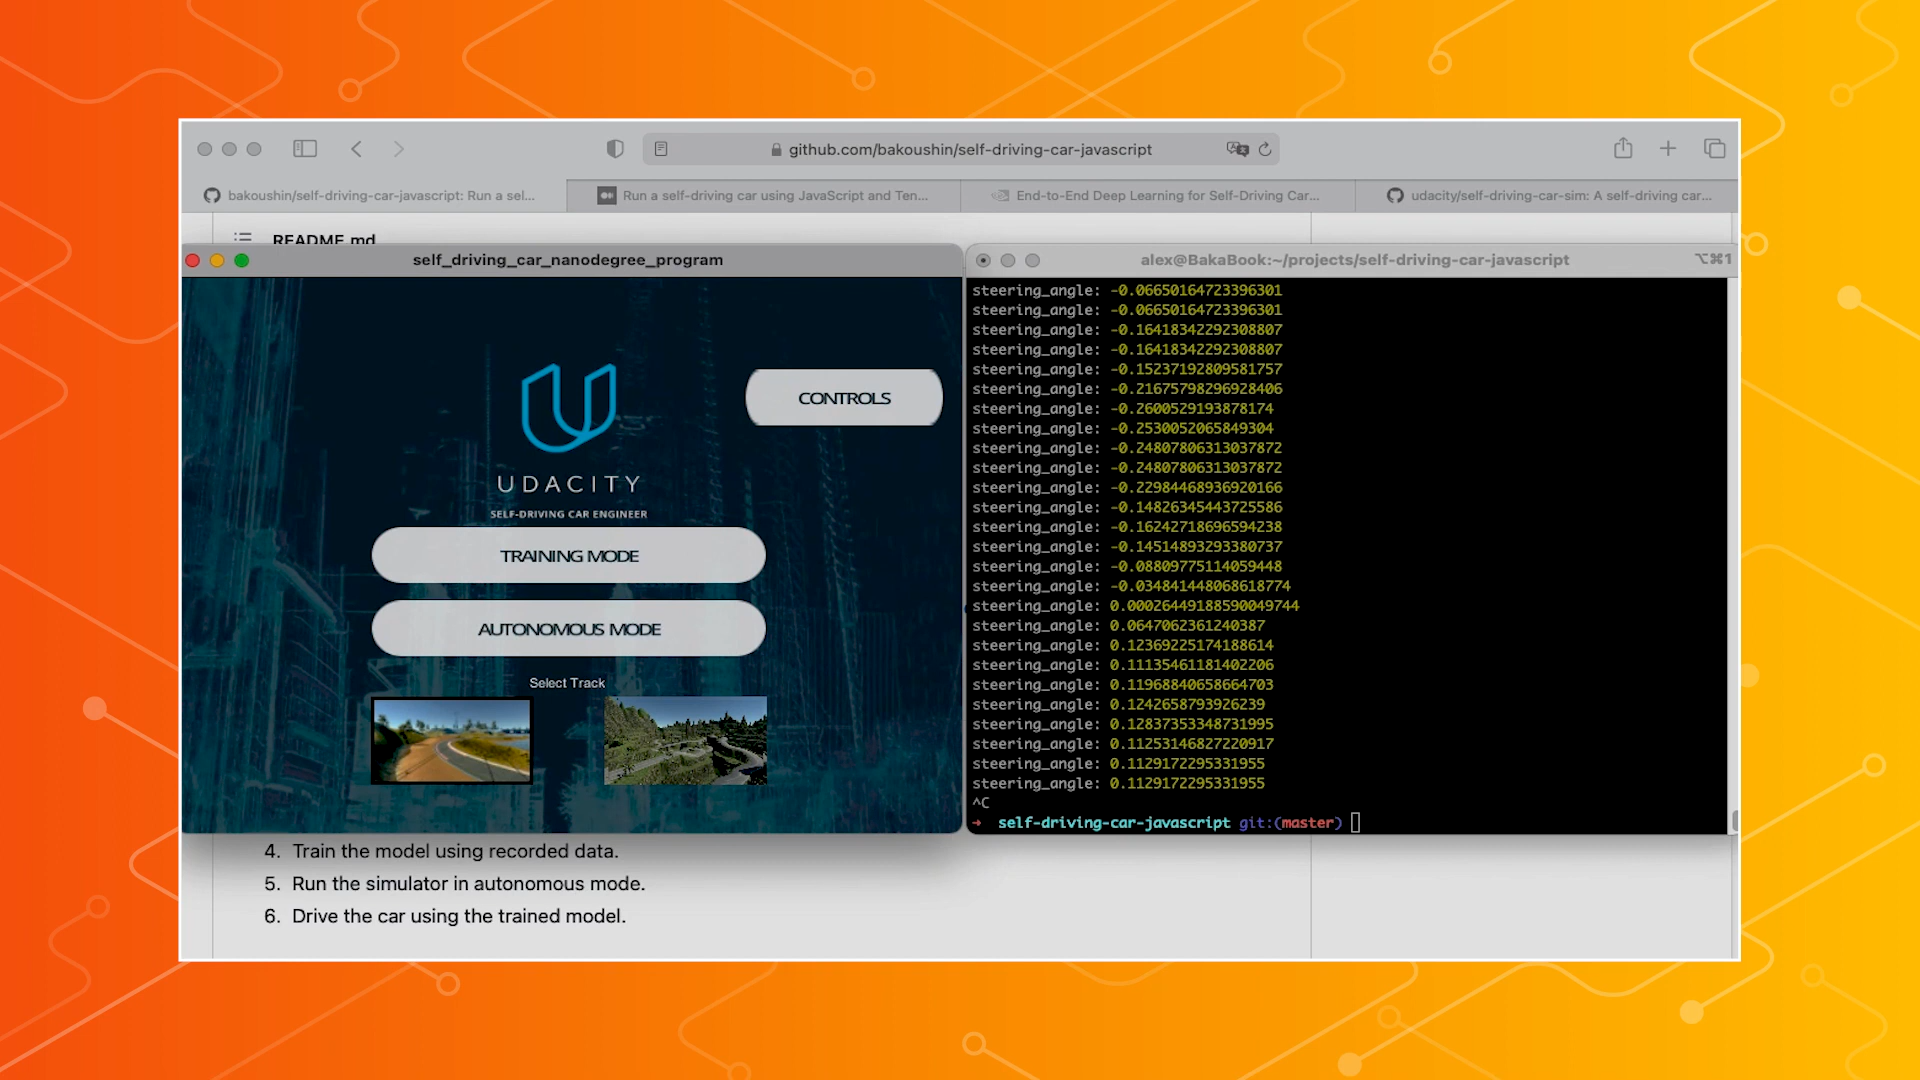 github.com/bakoushin/self-driving-car-javascript
bakoushin/self-driving-car-javascript: Run a sel...
Run a self-driving car using JavaScript and Ten...
End-to-End Deep Learning for Self-Driving Car...
udacity/self-driving-car-sim: A self-driving car...
README.md
self_driving_car_nanodegree_program
CONTROLS
UDACITY
SELF-DRIVING CAR ENGINEER
TRAINING MODE
AUTONOMOUS MODE
Select Track
alex@BakaBook:~/projects/self-driving-car-javascript
⌥⌘1
steering_angle: -0.06650164723396301
steering_angle: -0.06650164723396301
steering_angle: -0.16418342292308807
steering_angle: -0.16418342292308807
steering_angle: -0.15237192809581757
steering_angle: -0.21675798296928406
steering_angle: -0.2600529193878174
steering_angle: -0.2530052065849304
steering_angle: -0.24807806313037872
steering_angle: -0.24807806313037872
steering_angle: -0.22984468936920166
steering_angle: -0.14826345443725586
steering_angle: -0.16242718696594238
steering_angle: -0.14514893293380737
steering_angle: -0.08809775114059448
steering_angle: -0.034841448068618774
steering_angle: 0.00026449188590049744
steering_angle: 0.0647062361240387
steering_angle: 0.12369225174188614
steering_angle: 0.11135461181402206
steering_angle: 0.11968840658664703
steering_angle: 0.1242658793926239
steering_angle: 0.12837353348731995
steering_angle: 0.11253146827220917
steering_angle: 0.1129172295331955
steering_angle: 0.1129172295331955
^C
➜ self-driving-car-javascript git:(master)
4. Train the model using recorded data.
5. Run the simulator in autonomous mode.
6. Drive the car using the trained model.